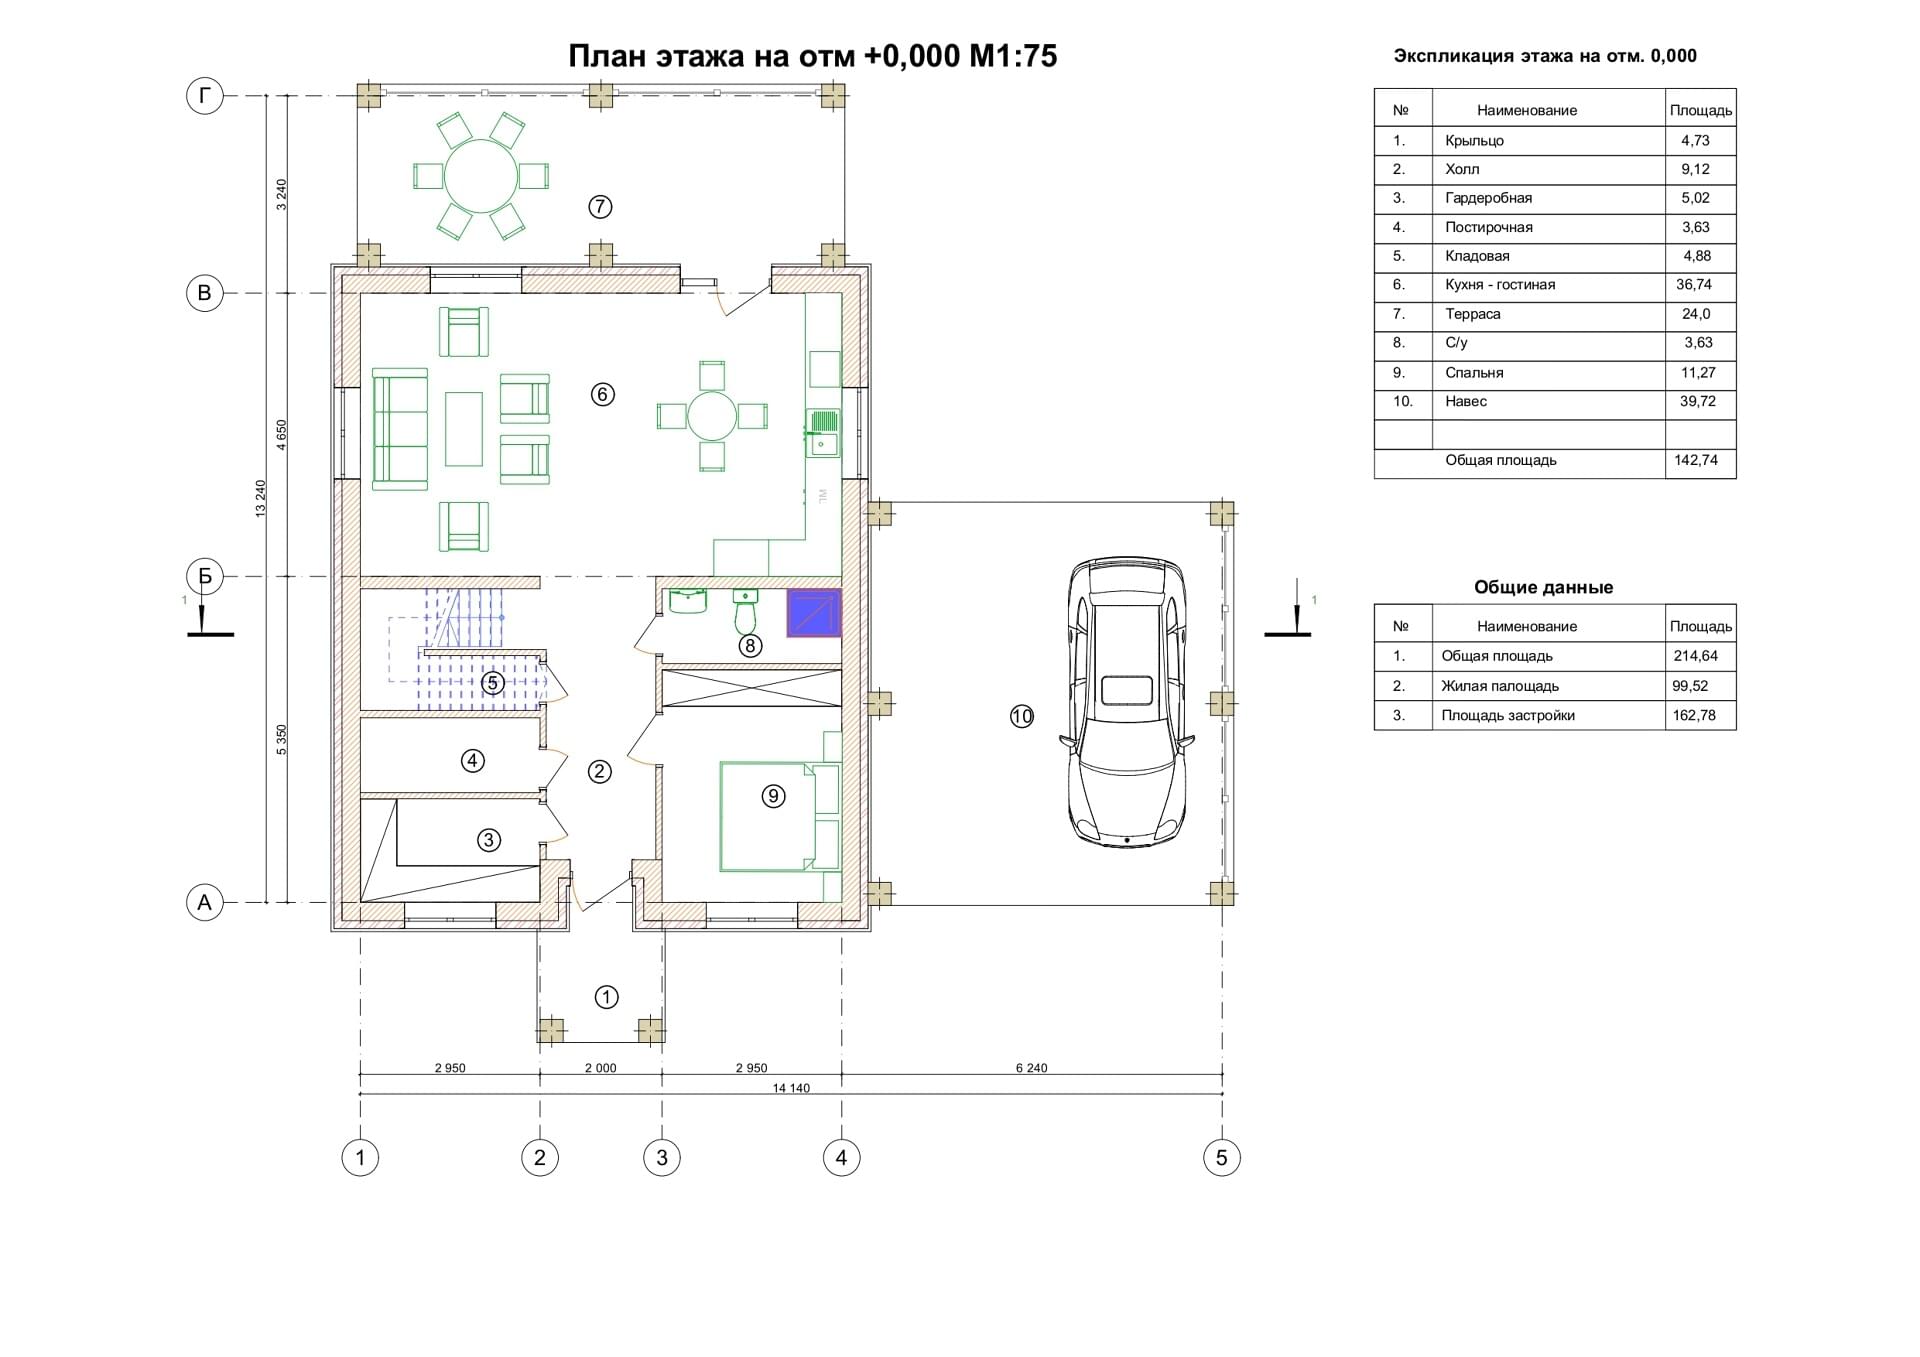 План этажа на отм +0,000 М1:75
Экспликация этажа на отм. 0,000
№ Наименование Площадь
1. Крыльцо 4,73
2. Холл 9,12
3. Гардеробная 5,02
4. Постирочная 3,63
5. Кладовая 4,88
6. Кухня - гостиная 36,74
7. Терраса 24,0
8. С/у 3,63
9. Спальня 11,27
10. Навес 39,72
Общая площадь 142,74
Общие данные
№ Наименование Площадь
1. Общая площадь 214,64
2. Жилая палощадь 99,52
3. Площадь застройки 162,78
Г
3 240
7
В
4 650
6
13 240
ПМ
Б
1
1
8
5
5 350
10
4
2
9
3
А
1
2 950
2 000
2 950
6 240
14 140
1
2
3
4
5